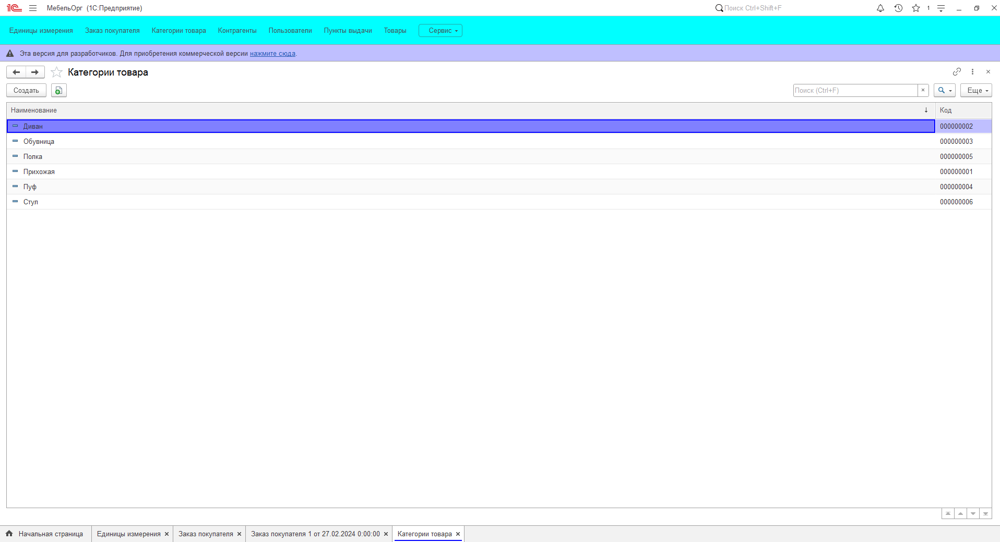 1С МебельОрг (1С:Предприятие) Поиск Ctrl+Shift+F 1
Единицы измерения Заказ покупателя Категории товара Контрагенты Пользователи Пункты выдачи Товары Сервис
Эта версия для разработчиков. Для приобретения коммерческой версии нажмите сюда.
Категории товара
Создать Поиск (Ctrl+F) × Еще
Наименование ↓ Код
Диван 000000002
Обувница 000000003
Полка 000000005
Прихожая 000000001
Пуф 000000004
Стул 000000006
Начальная страница Единицы измерения × Заказ покупателя × Заказ покупателя 1 от 27.02.2024 0:00:00 × Категории товара ×